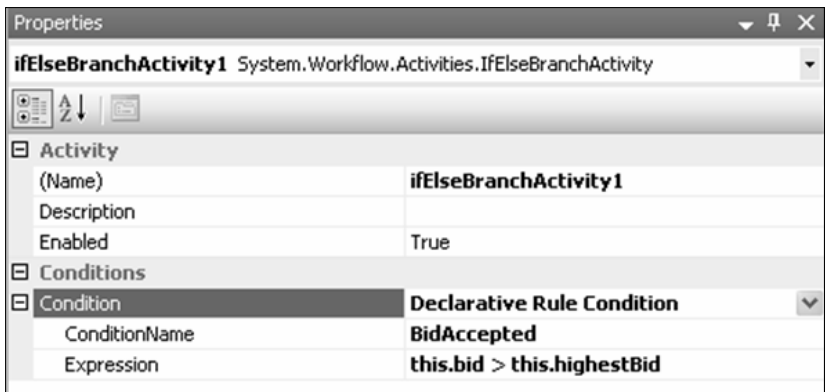 Properties
ifElseBranchActivity1 System.Workflow.Activities.IfElseBranchActivity
Activity
(Name) ifElseBranchActivity1
Description
Enabled True
Conditions
Condition Declarative Rule Condition
ConditionName BidAccepted
Expression this.bid > this.highestBid